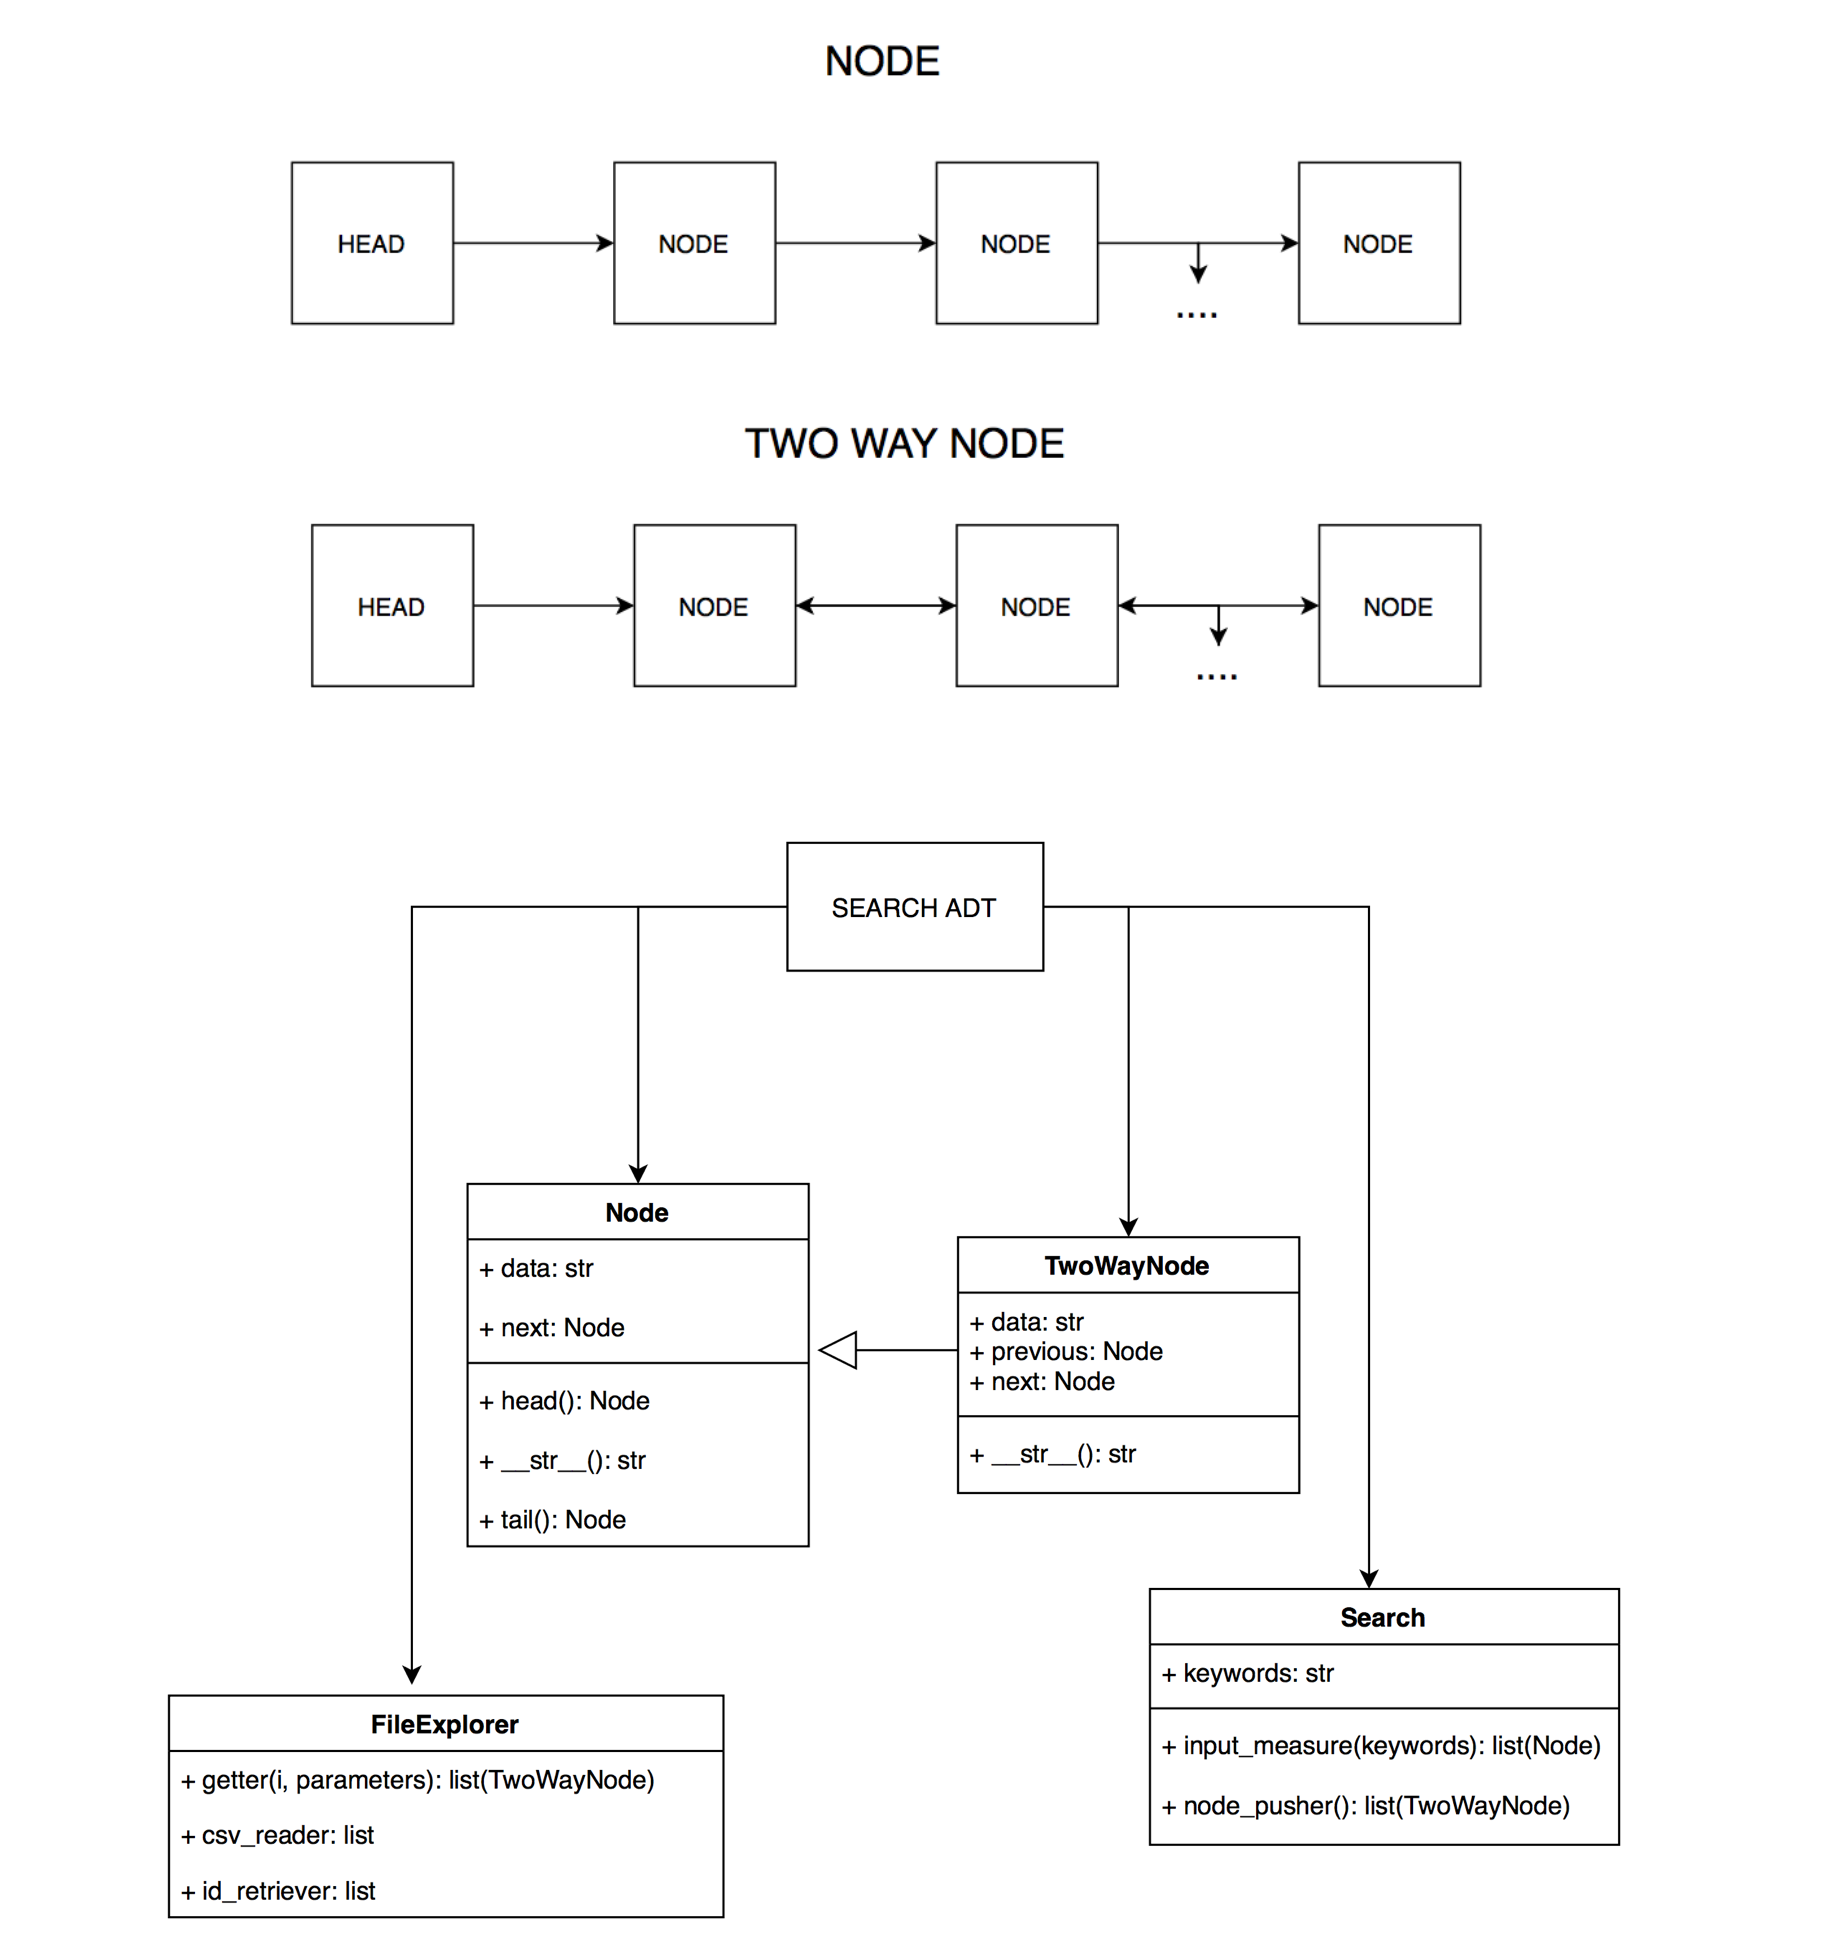 NODE
HEAD
NODE
NODE
NODE
....
TWO WAY NODE
HEAD
NODE
NODE
NODE
....
SEARCH ADT
Node
+ data: str
+ next: Node
+ head(): Node
+ __str__(): str
+ tail(): Node
TwoWayNode
+ data: str
+ previous: Node
+ next: Node
+ __str__(): str
Search
+ keywords: str
+ input_measure(keywords): list(Node)
+ node_pusher(): list(TwoWayNode)
FileExplorer
+ getter(i, parameters): list(TwoWayNode)
+ csv_reader: list
+ id_retriever: list